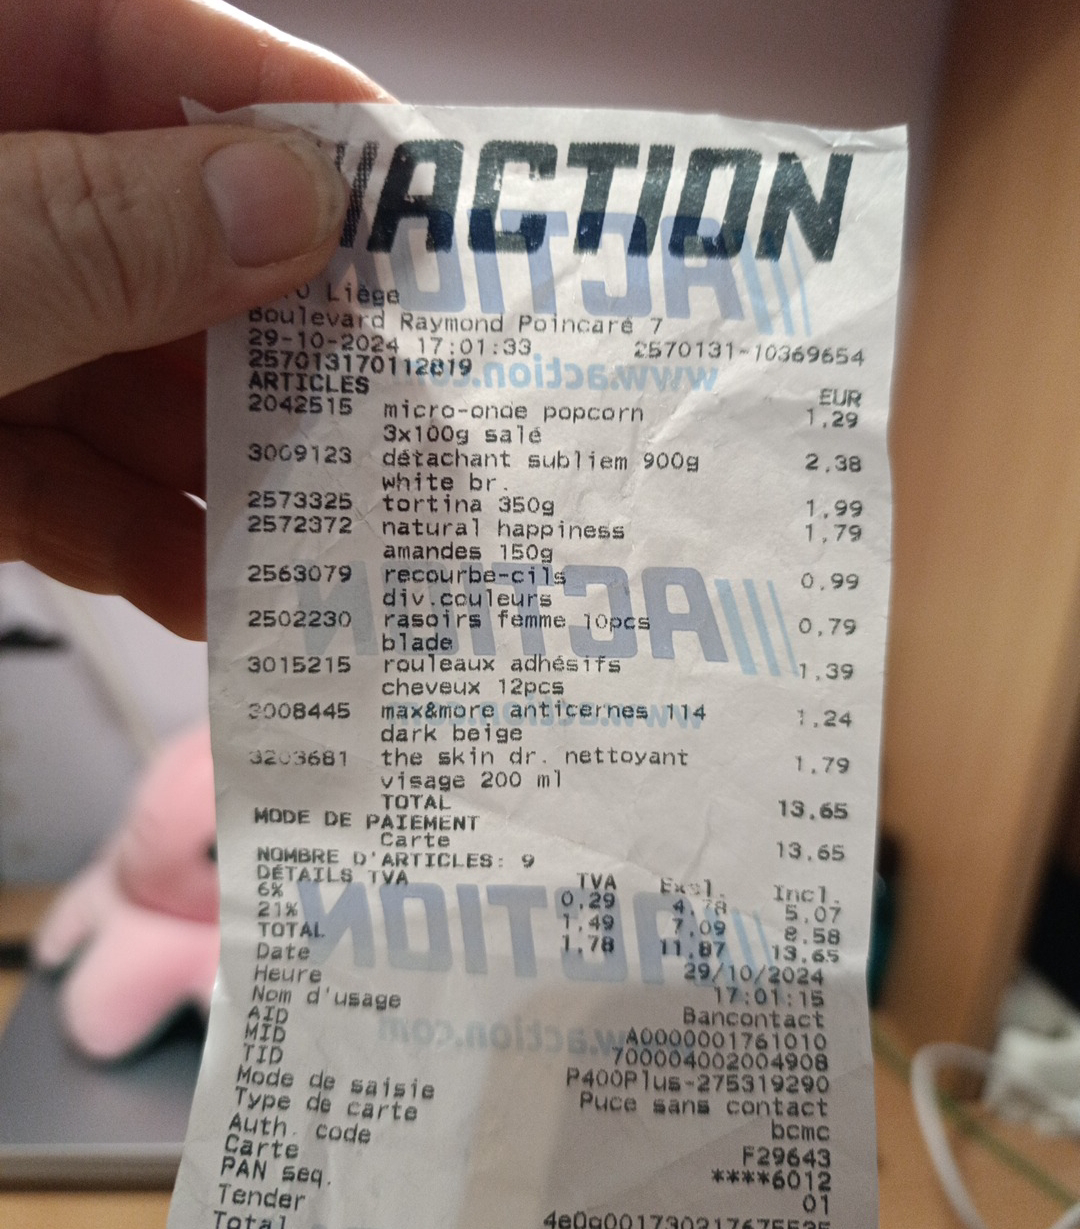 ACTION
Liège
Boulevard Raymond Poincaré 7
29-10-2024 17:01:33 2570131-10369654
257013170112819
ARTICLES EUR
2042515 micro-onde popcorn 1,29
3x100g salé
3009123 détachant subliem 900g 2,38
white br.
2573325 tortina 350g 1,99
2572372 natural happiness 1,79
amandes 150g
2563079 recourbe-cils 0,99
div.couleurs
2502230 rasoirs femme 10pcs 0,79
blade
3015215 rouleaux adhésifs 1,39
cheveux 12pcs
3008445 max&more anticernes 114 1,24
dark beige
3203681 the skin dr. nettoyant 1,79
visage 200 ml
TOTAL 13,65
MODE DE PAIEMENT
Carte 13,65
NOMBRE D'ARTICLES: 9
DÉTAILS TVA TVA Excl. Incl.
6% 0,29 4,78 5,07
21% 1,49 7,09 8,58
TOTAL 1,78 11,87 13,65
Date 29/10/2024
Heure 17:01:15
Nom d'usage Bancontact
AID A0000001761010
MID 700004002004908
TID P400Plus-275319290
Mode de saisie Puce sans contact
Type de carte bcmc
Auth. code F29643
Carte ****6012
PAN seq. 01
Tender
Total